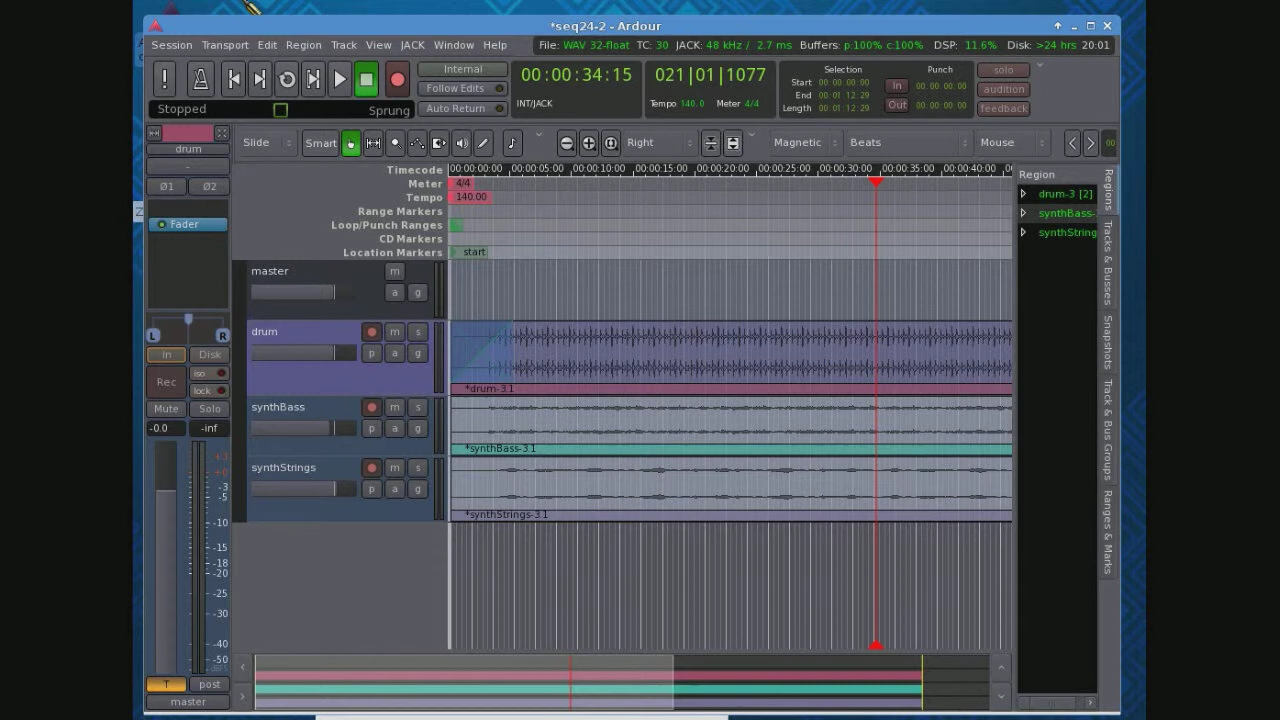 *seq24-2 - Ardour
Session Transport Edit Region Track View JACK Window Help File: WAV 32-float TC: 30 JACK: 48 kHz / 2.7 ms Buffers: p:100% c:100% DSP: 11.6% Disk: >24 hrs 20:01
Internal
Follow Edits
Auto Return
Stopped Sprung
00:00:34:15
INT/JACK
021|01|1077
Tempo 140.0 Meter 4/4
Selection
Start 00:00:00:00
End 00:01:12:29
Length 00:01:12:29
Punch
In 00:00:00:00
Out 00:00:00:00
solo
audition
feedback
drum
-
Ø1 Ø2
Fader
L R
In Disk
Rec iso
lock
Mute Solo
-0.0 -inf
+3
+0
-3
-5
-10
-15
-18
-20
-25
-30
-40
-50
T post
master
Slide Smart Right Magnetic Beats Mouse 00
Timecode 00:00:00:00 00:00:05:00 00:00:10:00 00:00:15:00 00:00:20:00 00:00:25:00 00:00:30:00 00:00:35:00 00:00:40:00
Meter 4/4
Tempo 140.00
Range Markers
Loop/Punch Ranges
CD Markers
Location Markers start
master m
a g
drum m s
p a g
*drum-3.1
synthBass m s
p a g
*synthBass-3.1
synthStrings m s
p a g
*synthStrings-3.1
Region
drum-3 [2]
synthBass-
synthString
Regions
Tracks & Busses
Snapshots
Track & Bus Groups
Ranges & Marks